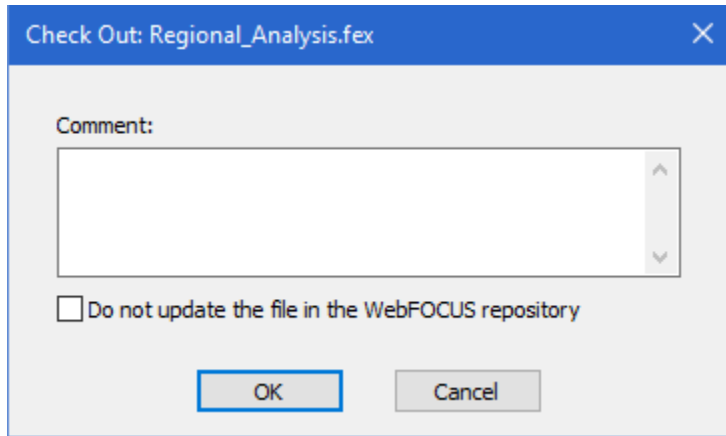 Check Out: Regional_Analysis.fex
Comment:
Do not update the file in the WebFOCUS repository
OK
Cancel